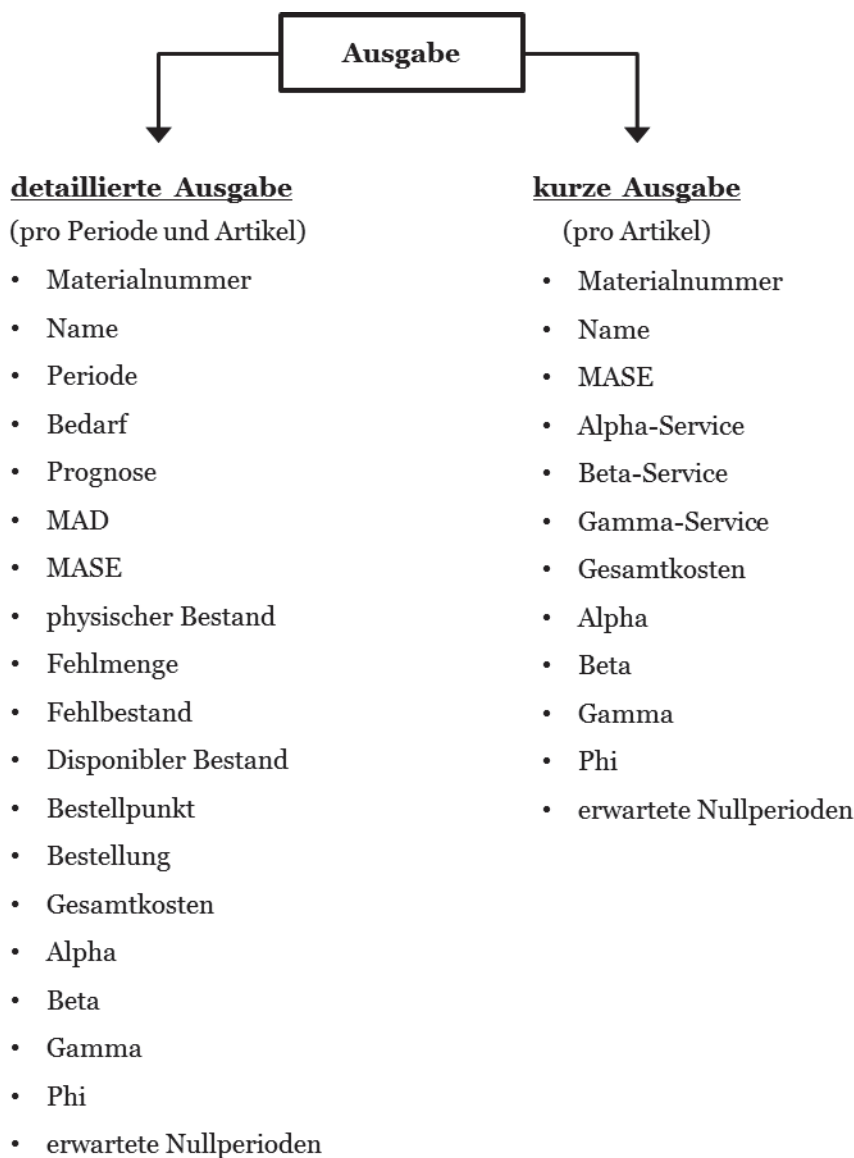 Ausgabe
detaillierte Ausgabe
(pro Periode und Artikel)
• Materialnummer
• Name
• Periode
• Bedarf
• Prognose
• MAD
• MASE
• physischer Bestand
• Fehlmenge
• Fehlbestand
• Disponibler Bestand
• Bestellpunkt
• Bestellung
• Gesamtkosten
• Alpha
• Beta
• Gamma
• Phi
• erwartete Nullperioden
kurze Ausgabe
(pro Artikel)
• Materialnummer
• Name
• MASE
• Alpha-Service
• Beta-Service
• Gamma-Service
• Gesamtkosten
• Alpha
• Beta
• Gamma
• Phi
• erwartete Nullperioden